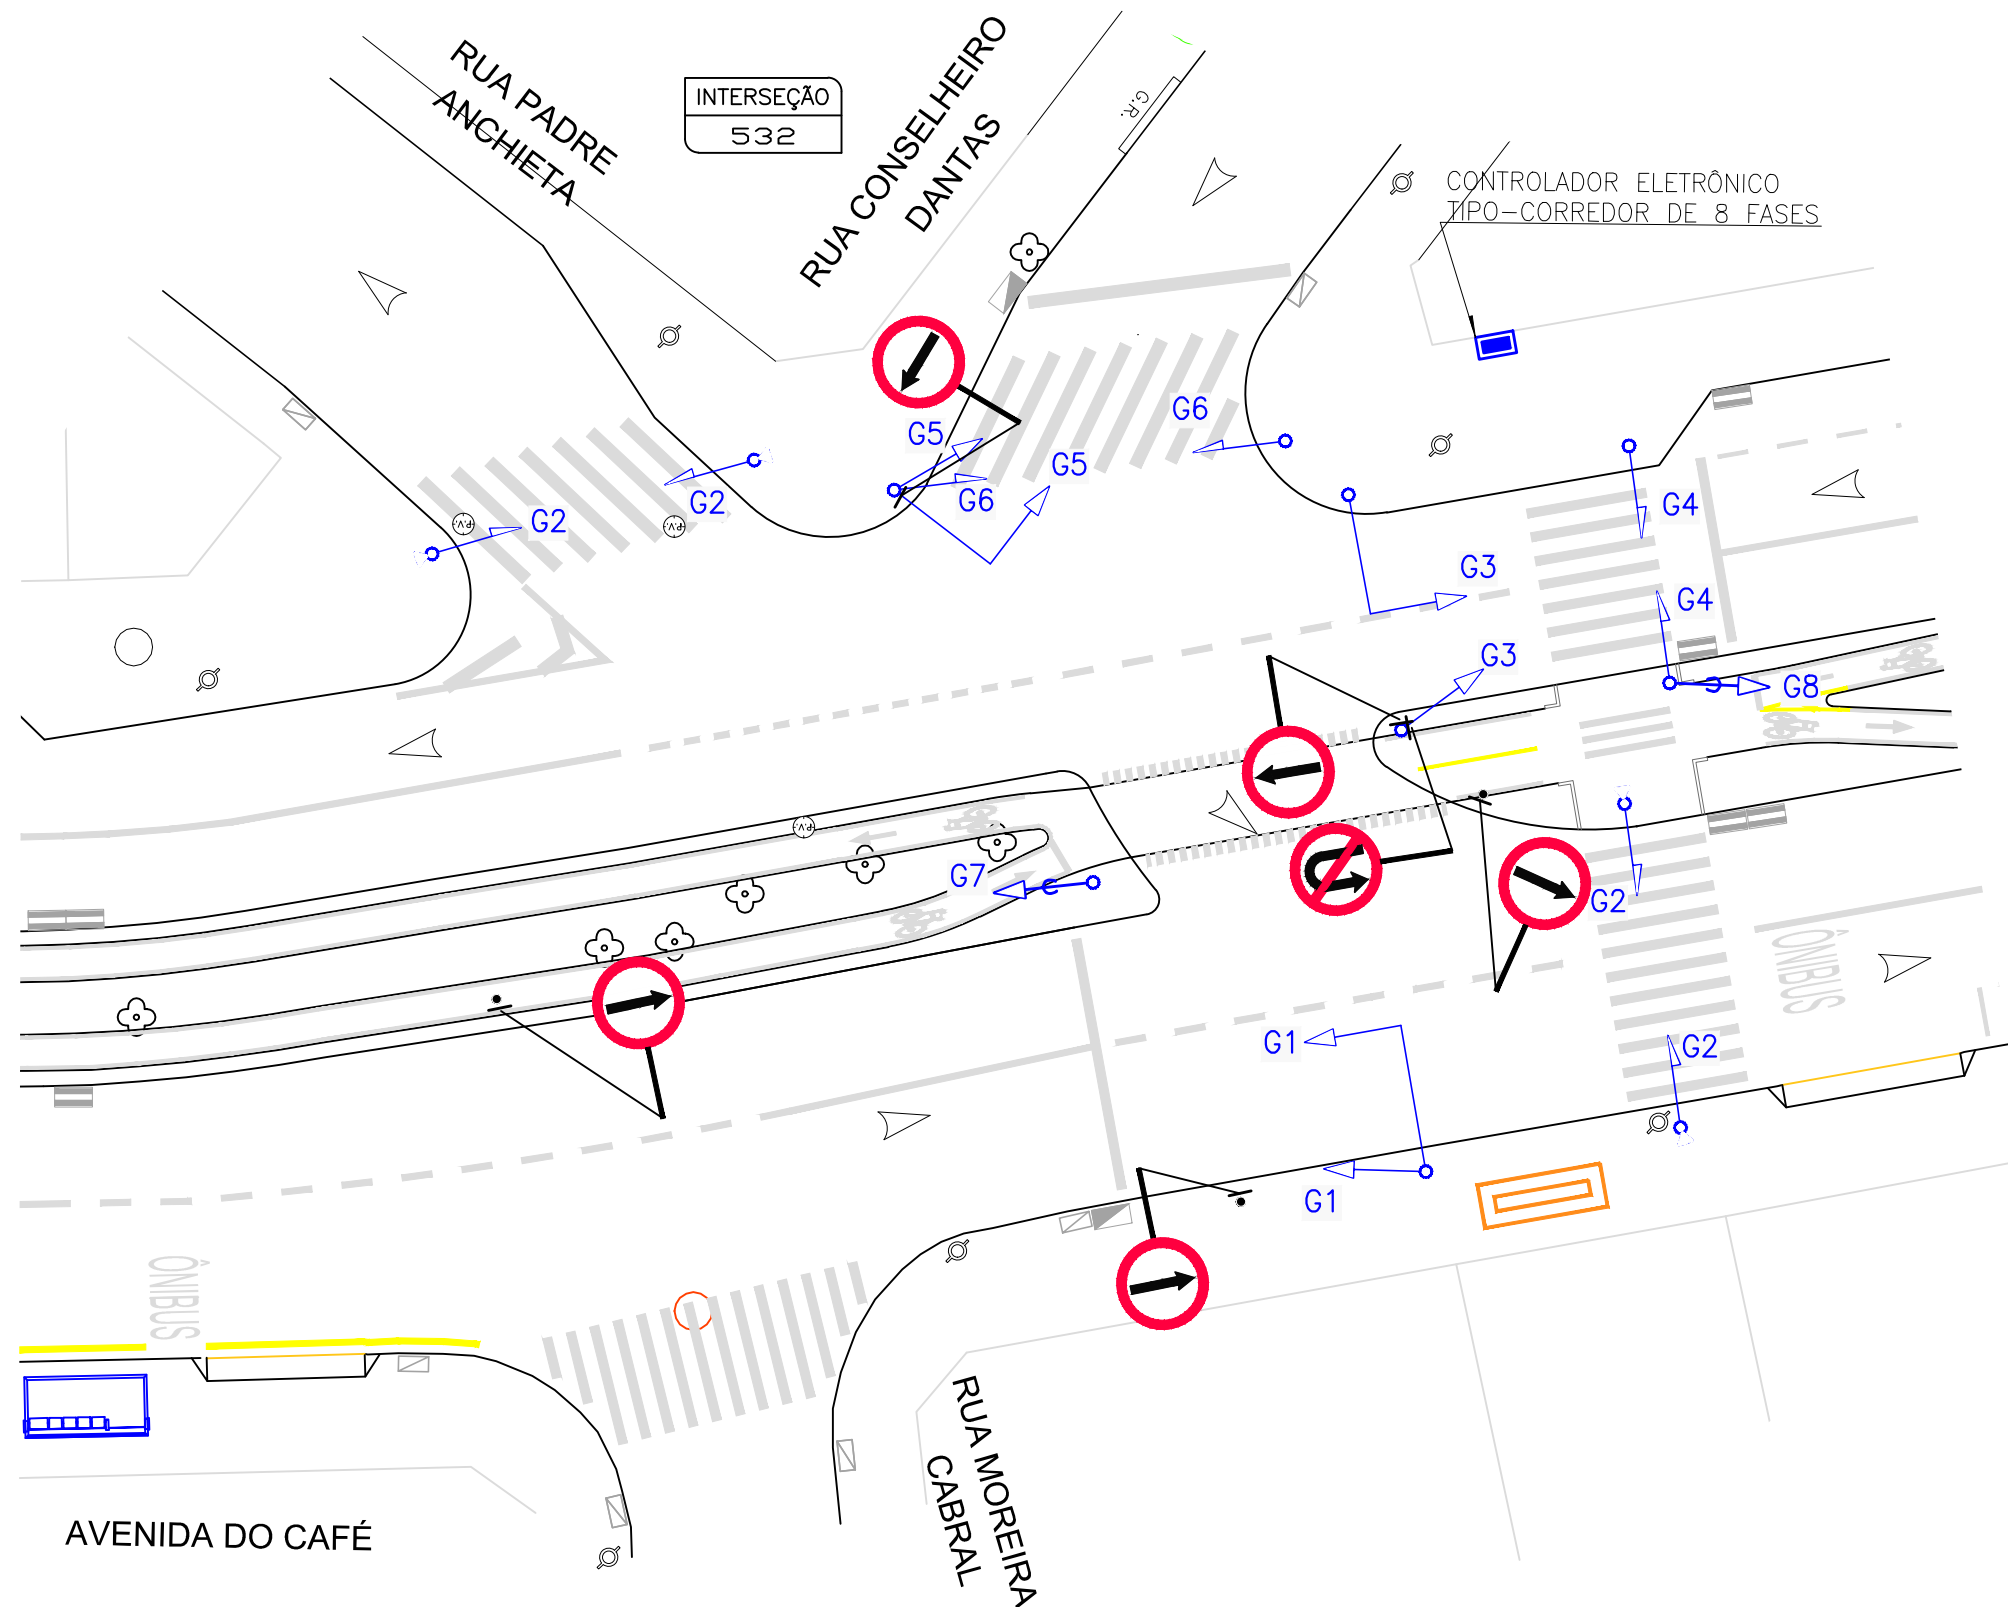 RUA PADRE
ANCHIETA
INTERSEÇÃO
532
RUA CONSELHEIRO
DANTAS
G.R.
CONTROLADOR ELETRÔNICO
TIPO-CORREDOR DE 8 FASES
G6
G5
G5
G6
G2
G2
P.V.
P.V.
G4
G3
G4
G3
G8
P.V.
G7
G2
ÔNIBUS
G1
G2
G1
ÔNIBUS
RUA MOREIRA
CABRAL
AVENIDA DO CAFÉ